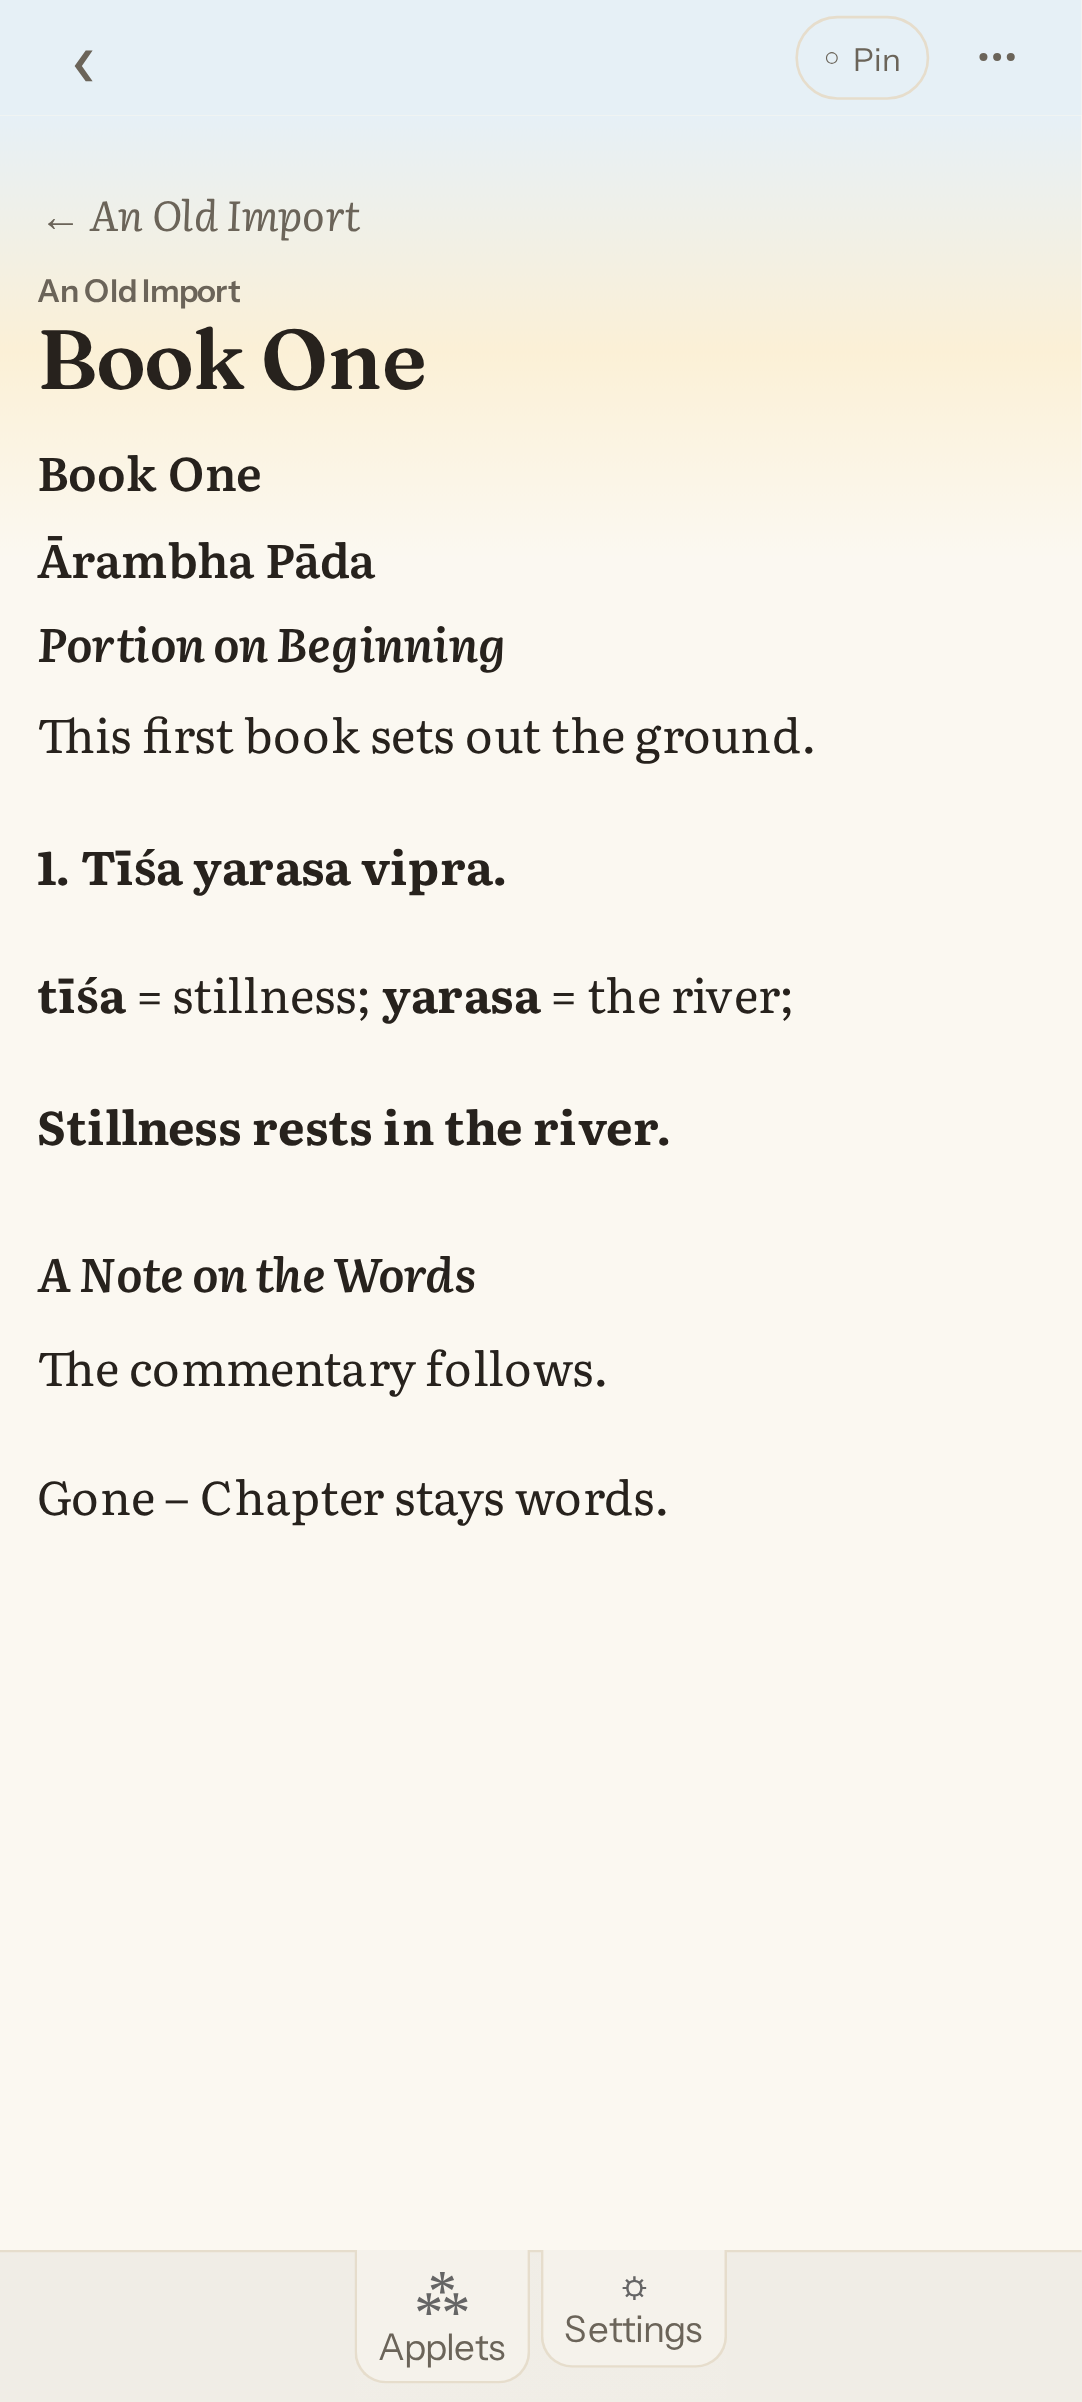 Pin
← An Old Import
An Old Import
Book One
Book One
Ārambha Pāda
Portion on Beginning
This first book sets out the ground.
1. Tīśa yarasa vipra.
tīśa = stillness; yarasa = the river;
Stillness rests in the river.
A Note on the Words
The commentary follows.
Gone – Chapter stays words.
Applets
Settings